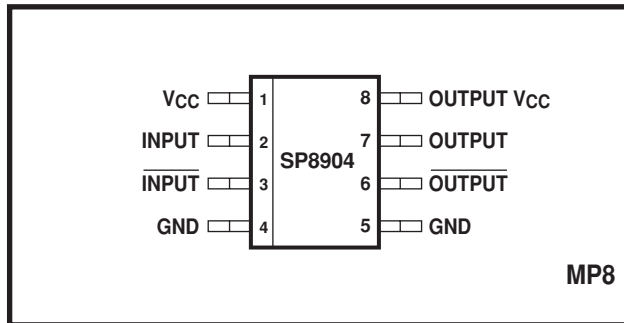 VCC 1 8 OUTPUT VCC
INPUT 2 7 OUTPUT
SP8904
INPUT 3 6 OUTPUT
GND 4 5 GND
MP8